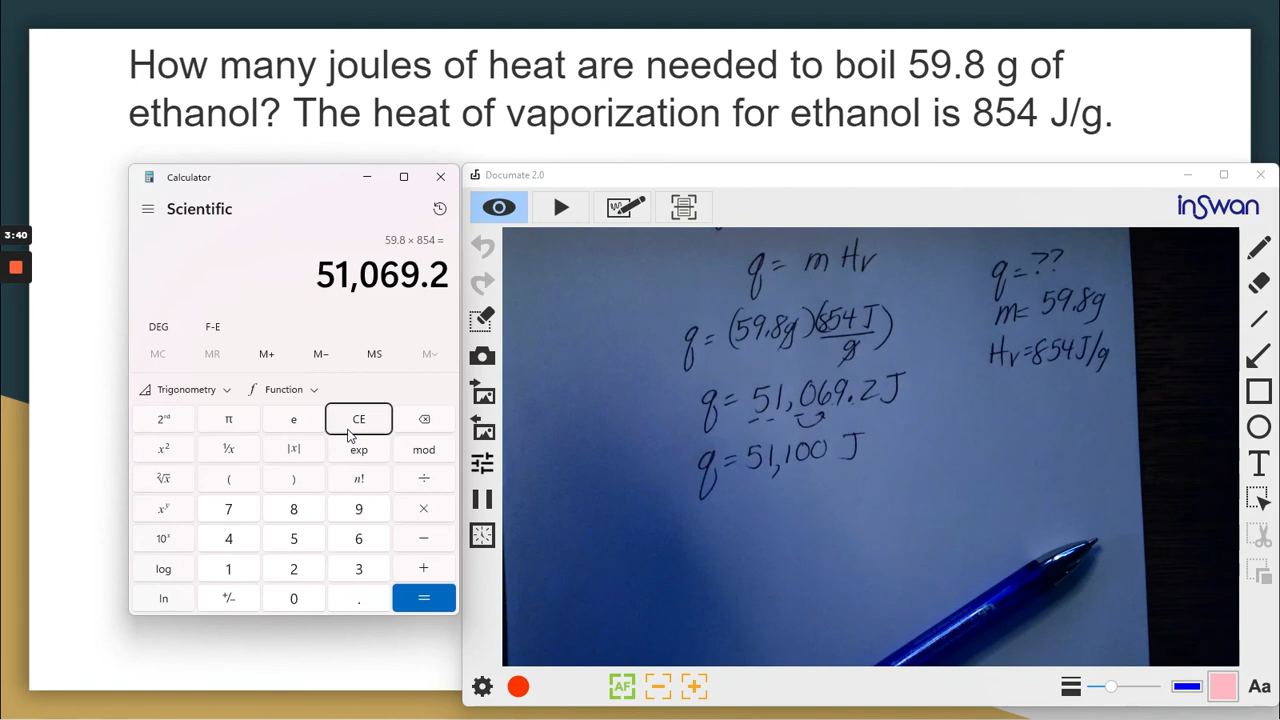 How many joules of heat are needed to boil 59.8 g of
ethanol? The heat of vaporization for ethanol is 854 J/g.
3:40
Calculator
Scientific
59.8 × 854 =
51,069.2
DEG F-E
MC MR M+ M− MS M˅
Trigonometry Function
2ⁿᵈ π e CE
x² ¹/x |x| exp mod
²√x ( ) n! ÷
xʸ 7 8 9 ×
10ˣ 4 5 6 −
log 1 2 3 +
ln +/− 0 . =
Documate 2.0
inSwan
q = m Hv
q = (59.8g)(854 J/g)
q = 51,069.2 J
q = 51,100 J
q = ??
m = 59.8g
Hv = 854 J/g
T
AF
Aa